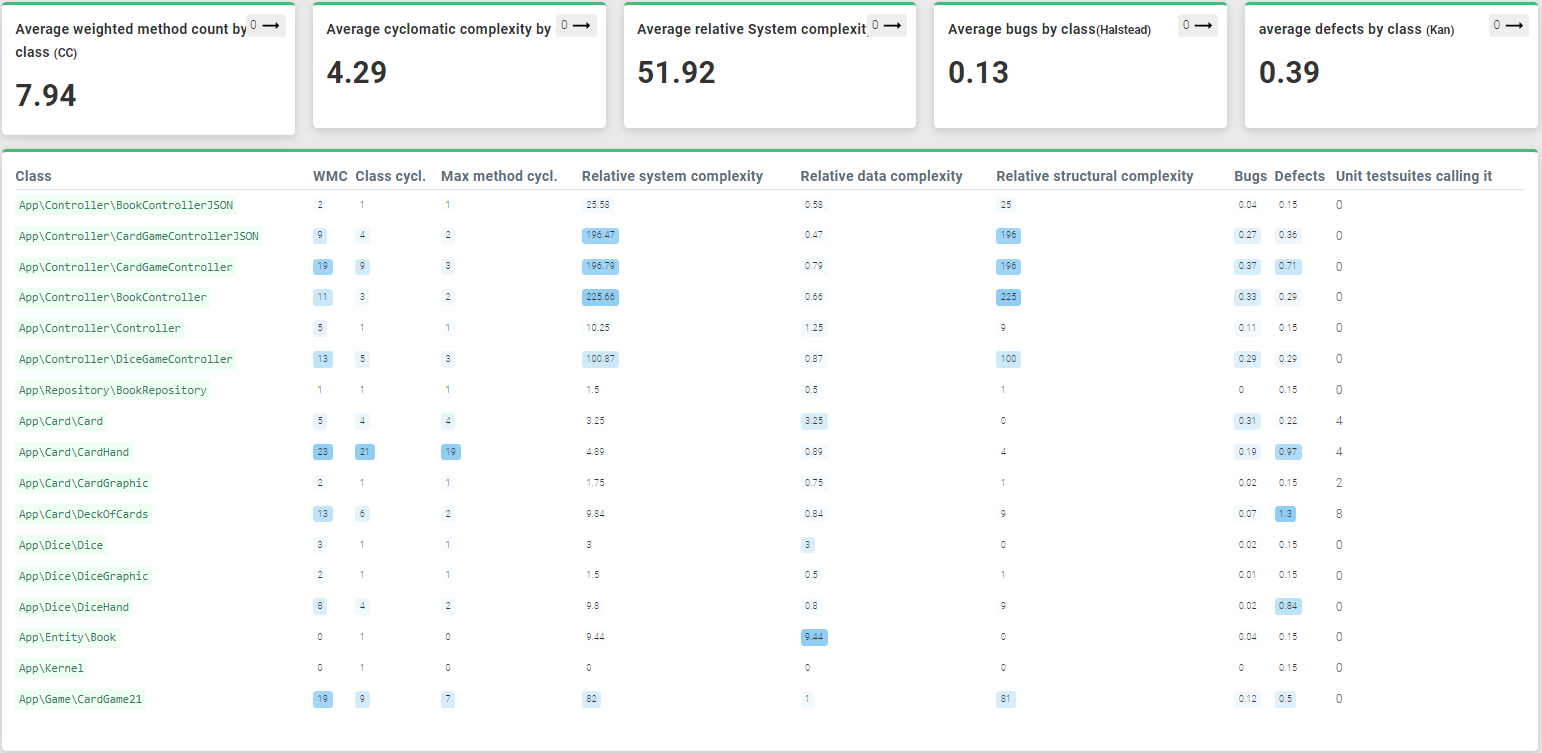 Average weighted method count by 0 →
class (CC)
7.94
Average cyclomatic complexity by 0 →
4.29
Average relative System complexit 0 →
51.92
Average bugs by class(Halstead) 0 →
0.13
average defects by class (Kan) 0 →
0.39
Class WMC Class cycl. Max method cycl. Relative system complexity Relative data complexity Relative structural complexity Bugs Defects Unit testsuites calling it
App\Controller\BookControllerJSON 2 1 1 25.58 0.58 25 0.04 0.15 0
App\Controller\CardGameControllerJSON 9 4 2 196.47 0.47 196 0.27 0.36 0
App\Controller\CardGameController 19 9 3 196.79 0.79 196 0.37 0.71 0
App\Controller\BookController 11 3 2 225.66 0.66 225 0.33 0.29 0
App\Controller\Controller 5 1 1 10.25 1.25 9 0.11 0.15 0
App\Controller\DiceGameController 13 5 3 100.87 0.87 100 0.29 0.29 0
App\Repository\BookRepository 1 1 1 1.5 0.5 1 0 0.15 0
App\Card\Card 5 4 4 3.25 3.25 0 0.31 0.22 4
App\Card\CardHand 23 21 19 4.89 0.89 4 0.19 0.97 4
App\Card\CardGraphic 2 1 1 1.75 0.75 1 0.02 0.15 2
App\Card\DeckOfCards 13 6 2 9.84 0.84 9 0.07 1.3 8
App\Dice\Dice 3 1 1 3 3 0 0.02 0.15 0
App\Dice\DiceGraphic 2 1 1 1.5 0.5 1 0.01 0.15 0
App\Dice\DiceHand 8 4 2 9.8 0.8 9 0.02 0.84 0
App\Entity\Book 0 1 0 9.44 9.44 0 0.04 0.15 0
App\Kernel 0 1 0 0 0 0 0 0.15 0
App\Game\CardGame21 19 9 7 82 1 81 0.12 0.5 0